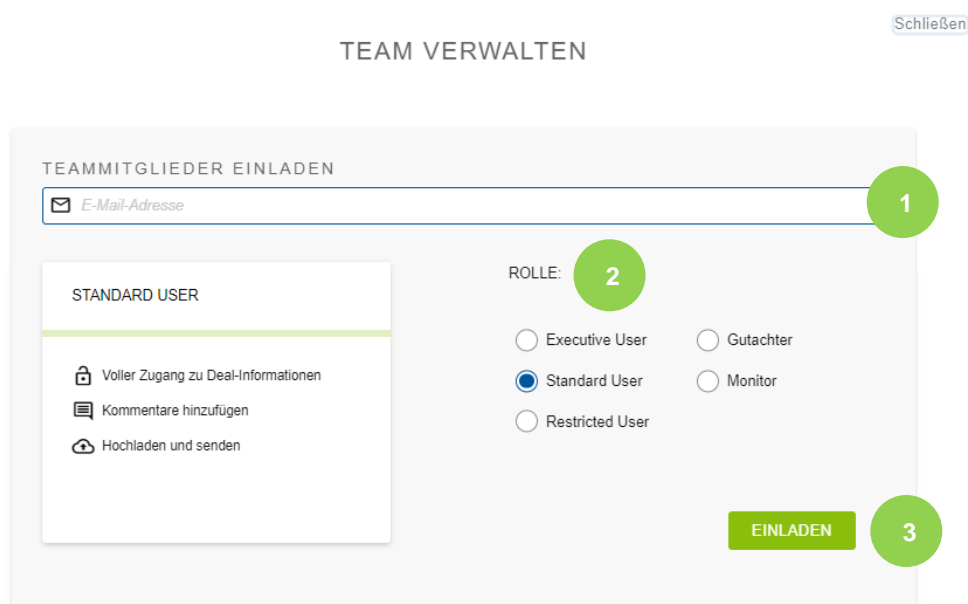 Schließen
TEAM VERWALTEN
TEAMMITGLIEDER EINLADEN
E-Mail-Adresse
1
STANDARD USER
Voller Zugang zu Deal-Informationen
Kommentare hinzufügen
Hochladen und senden
ROLLE:
2
Executive User
Gutachter
Standard User
Monitor
Restricted User
EINLADEN
3